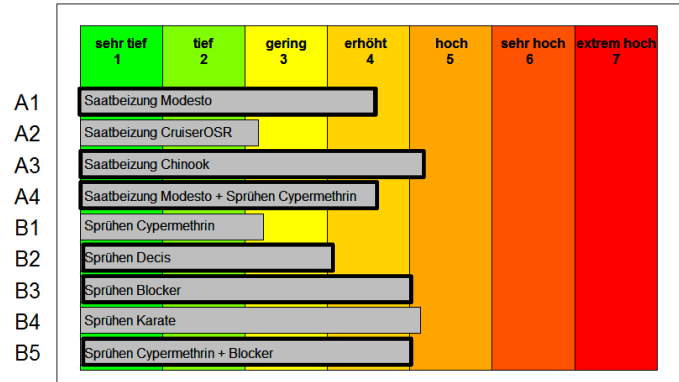 sehr tief tief gering erhöht hoch sehr hoch extrem hoch
1 2 3 4 5 6 7
A1 Saatbeizung Modesto
A2 Saatbeizung CruiserOSR
A3 Saatbeizung Chinook
A4 Saatbeizung Modesto + Sprühen Cypermethrin
B1 Sprühen Cypermethrin
B2 Sprühen Decis
B3 Sprühen Blocker
B4 Sprühen Karate
B5 Sprühen Cypermethrin + Blocker